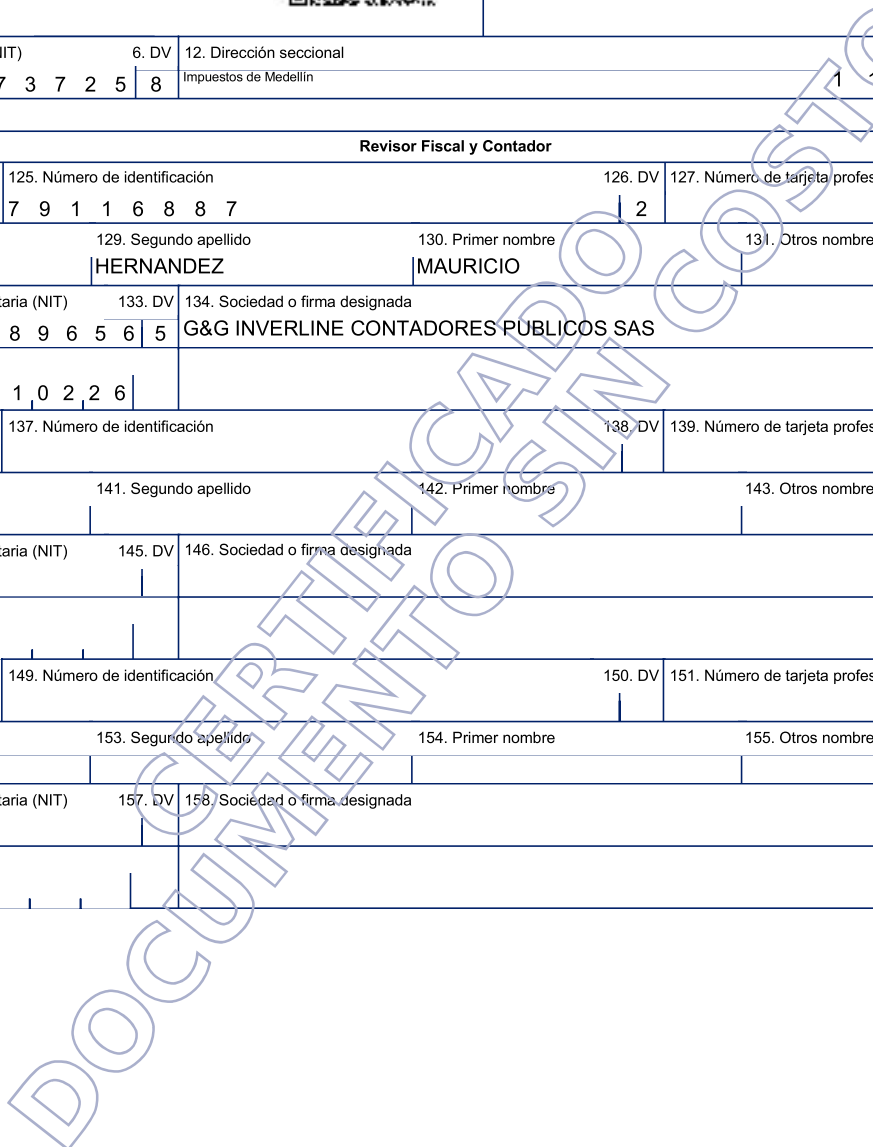 IT) 6. DV 12. Dirección seccional
7 3 7 2 5 8 Impuestos de Medellín 1 1
Revisor Fiscal y Contador
125. Número de identificación 126. DV 127. Número de tarjeta profes
7 9 1 1 6 8 8 7 2
129. Segundo apellido 130. Primer nombre 131. Otros nombre
HERNANDEZ MAURICIO
taria (NIT) 133. DV 134. Sociedad o firma designada
8 9 6 5 6 5 G&G INVERLINE CONTADORES PUBLICOS SAS
1 0 2 2 6
137. Número de identificación 138. DV 139. Número de tarjeta profes
141. Segundo apellido 142. Primer nombre 143. Otros nombre
taria (NIT) 145. DV 146. Sociedad o firma designada
149. Número de identificación 150. DV 151. Número de tarjeta profes
153. Segundo apellido 154. Primer nombre 155. Otros nombre
taria (NIT) 157. DV 158. Sociedad o firma designada
CERTIFICADO
DOCUMENTO SIN COSTO